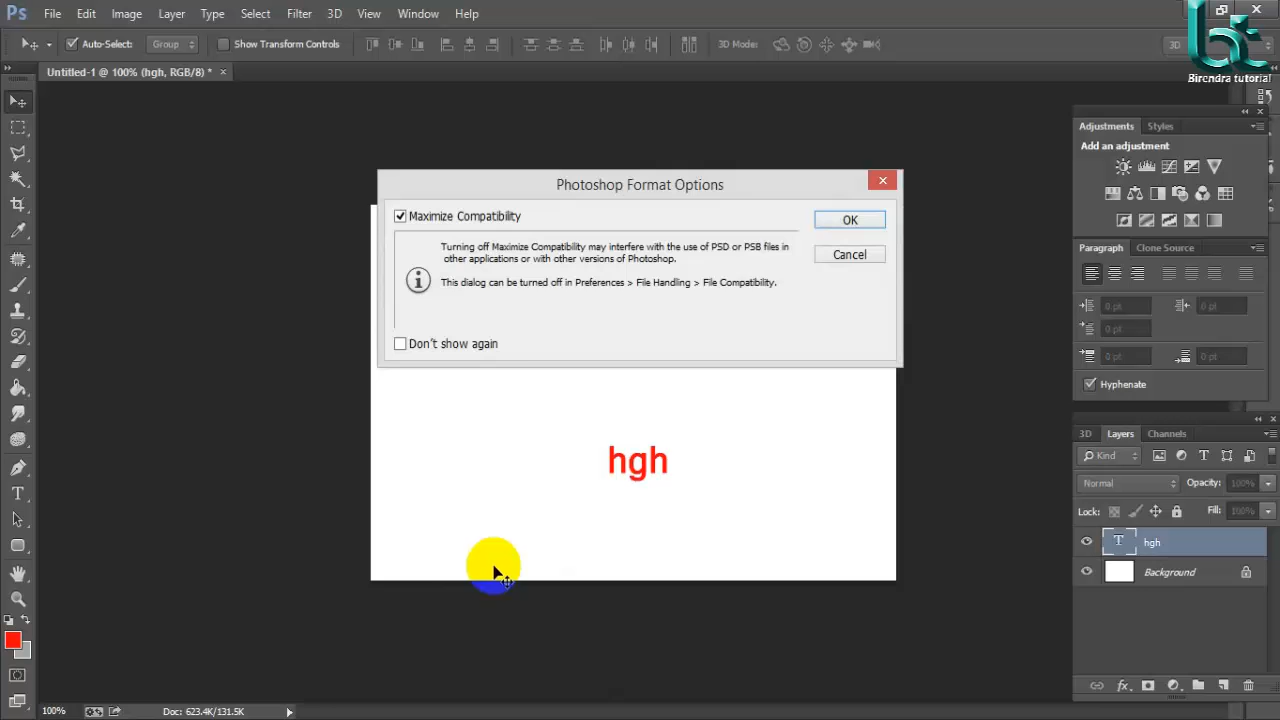 Ps File Edit Image Layer Type Select Filter 3D View Window Help
Auto-Select: Group Show Transform Controls 3D Mode: 3D
Birendra tutorial
Untitled-1 @ 100% (hgh, RGB/8) * ×
Adjustments Styles
Add an adjustment
Photoshop Format Options
Maximize Compatibility
OK
Turning off Maximize Compatibility may interfere with the use of PSD or PSB files in
other applications or with other versions of Photoshop.
Cancel
This dialog can be turned off in Preferences > File Handling > File Compatibility.
Don't show again
Paragraph Clone Source
0 pt 0 pt
0 pt
0 pt 0 pt
Hyphenate
hgh
3D Layers Channels
Kind
Normal Opacity: 100%
Lock: Fill: 100%
T hgh
Background
100% Doc: 623.4K/131.5K